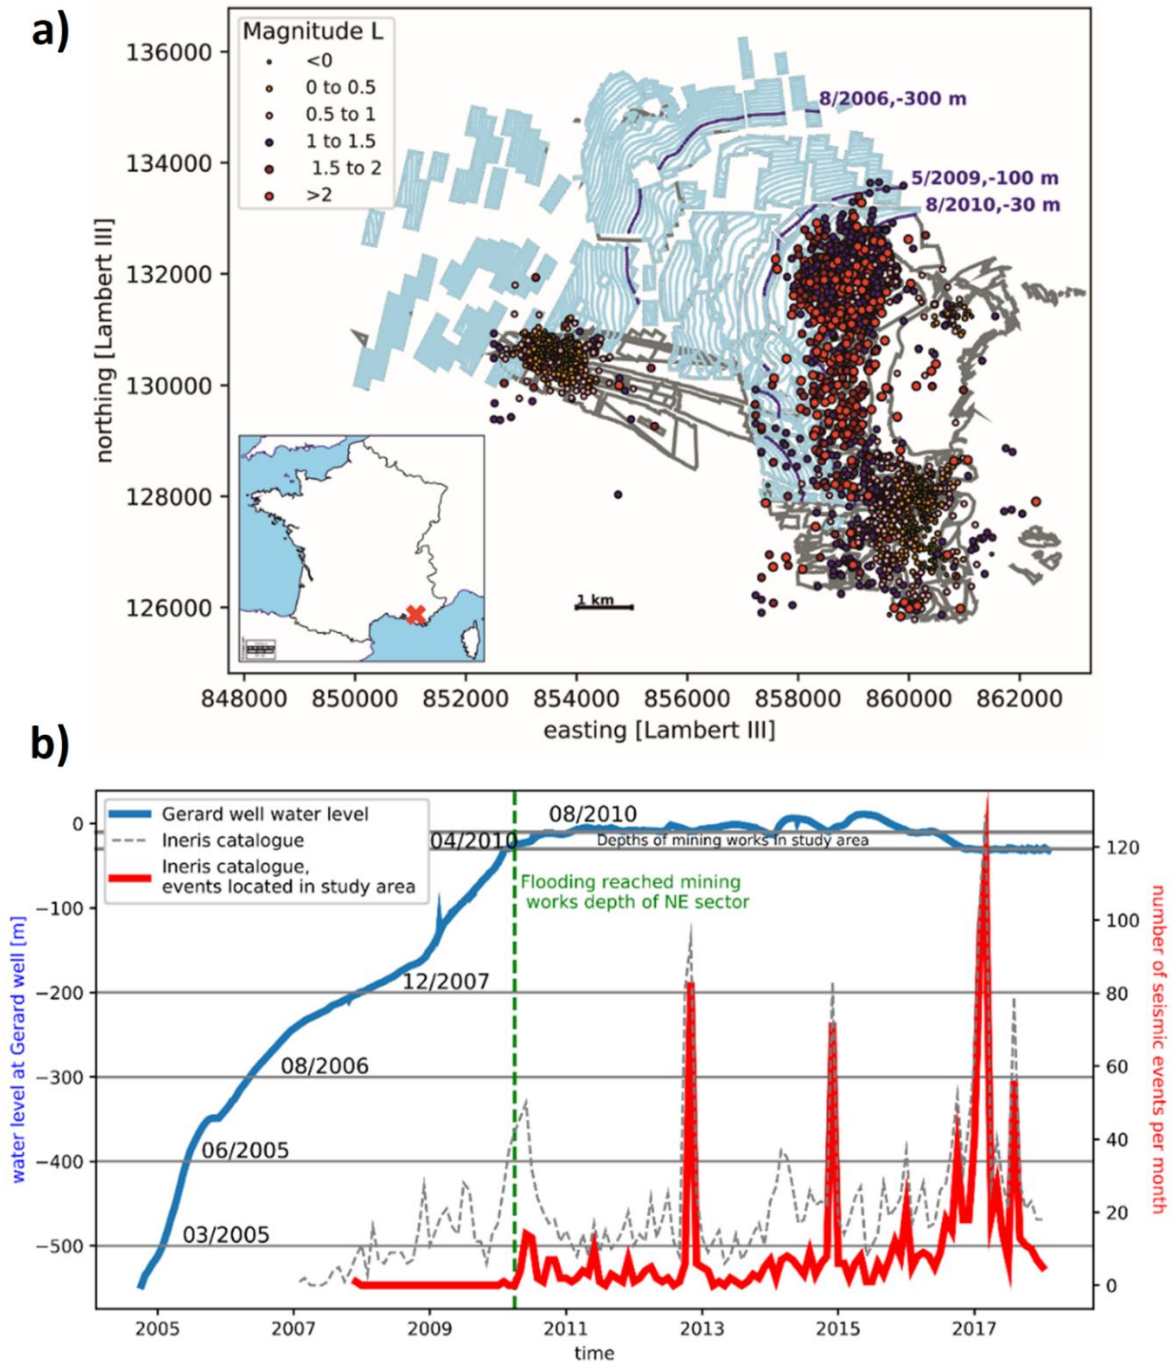 a)
136000
134000
132000
130000
128000
126000
northing [Lambert III]
Magnitude L
<0
0 to 0.5
0.5 to 1
1 to 1.5
1.5 to 2
>2
8/2006,-300 m
5/2009,-100 m
8/2010,-30 m
1 km
848000 850000 852000 854000 856000 858000 860000 862000
easting [Lambert III]
b)
Gerard well water level
Ineris catalogue
Ineris catalogue,
events located in study area
08/2010
04/2010
Depths of mining works in study area
Flooding reached mining
works depth of NE sector
12/2007
08/2006
06/2005
03/2005
0
−100
−200
−300
−400
−500
water level at Gerard well [m]
120
100
80
60
40
20
0
number of seismic events per month
2005 2007 2009 2011 2013 2015 2017
time